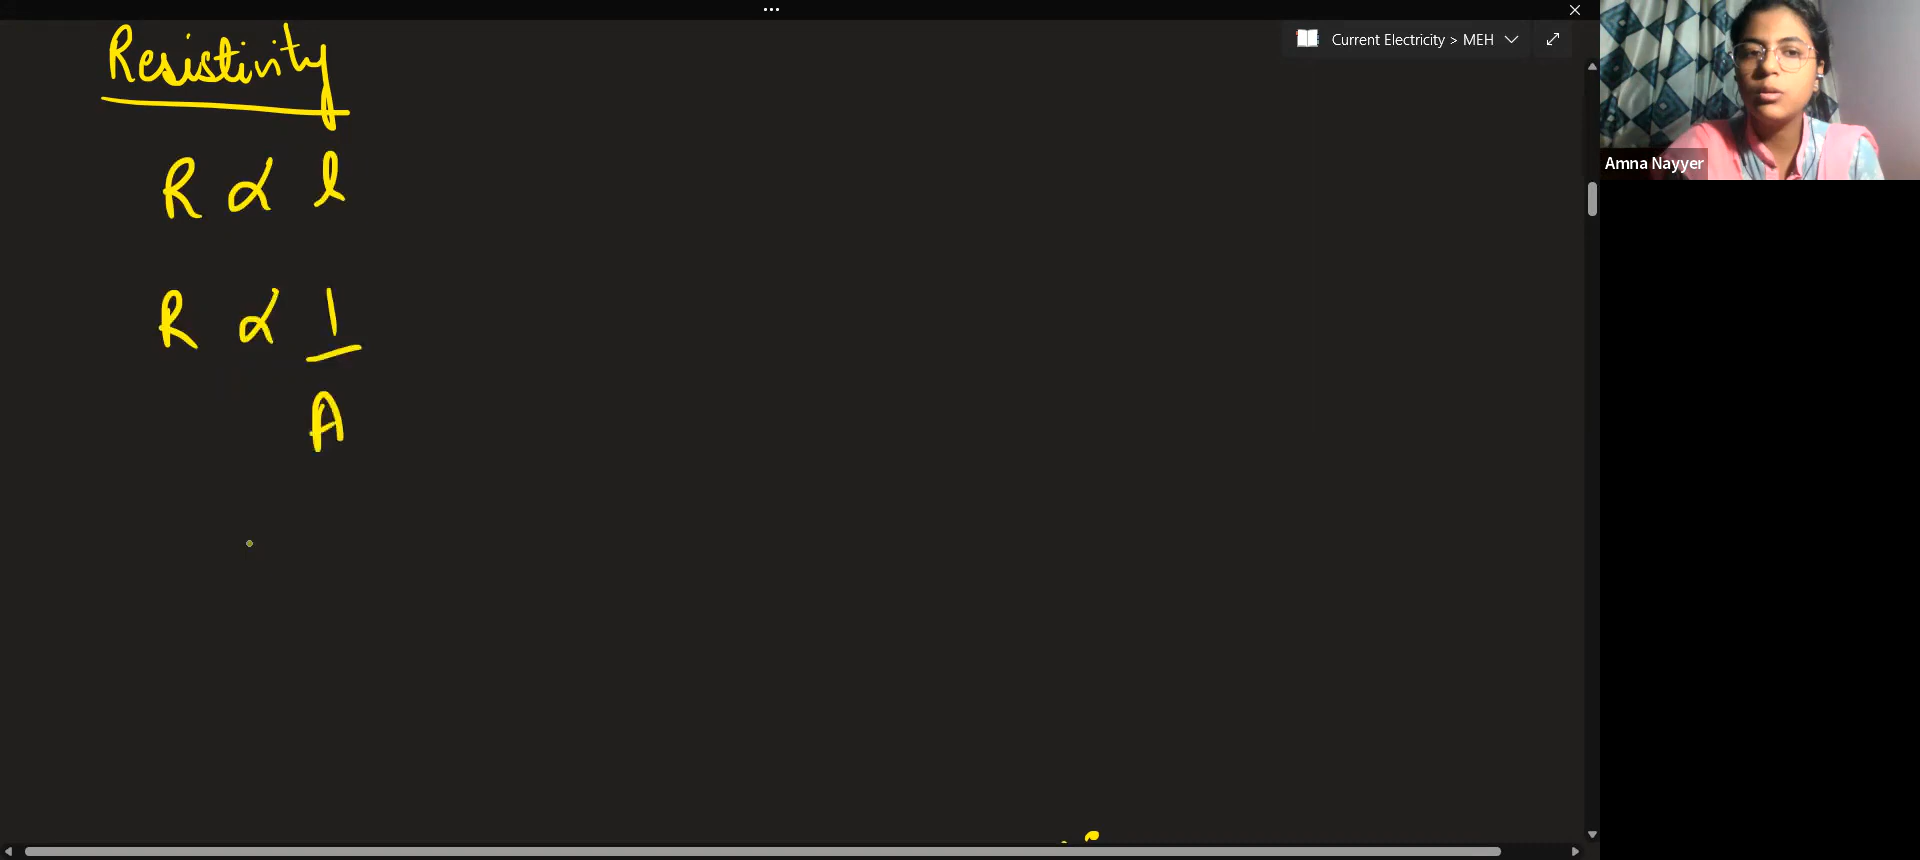 Current Electricity > MEH
Amna Nayyer
Resistivity
R ∝ l
R ∝ 1
A